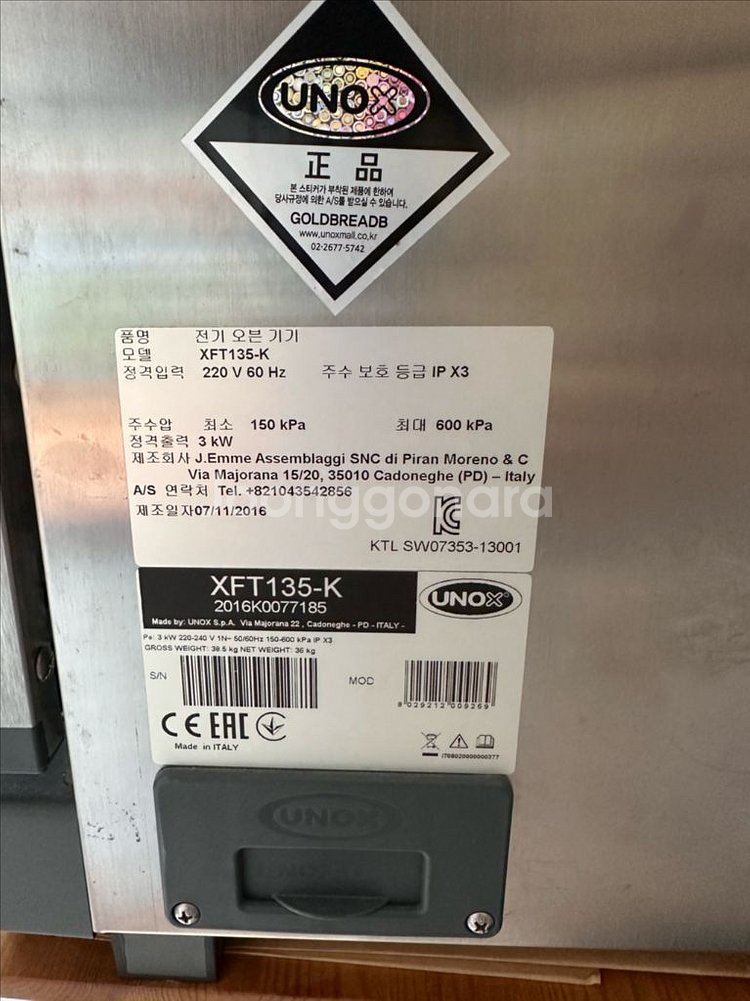 UNOX
正 品
본 스티커가 부착된 제품에 한하여
당사규정에 의한 A/S를 받으실 수 있습니다.
GOLDBREADB
www.unoxmall.co.kr
02-2677-5742
품명 전기 오븐 기기
모델 XFT135-K
정격입력 220 V 60 Hz 주수 보호 등급 IP X3
주수압 최소 150 kPa 최대 600 kPa
정격출력 3 kW
제조회사 J.Emme Assemblaggi SNC di Piran Moreno & C
Via Majorana 15/20, 35010 Cadoneghe (PD) – Italy
A/S 연락처 Tel. +821043542856
제조일자07/11/2016
KTL SW07353-13001
XFT135-K
2016K0077185
Made by: UNOX S.p.A. Via Majorana 22 , Cadoneghe - PD - ITALY -
UNOX
Pe: 3 kW 220-240 V 1N~ 50/60Hz 150-600 kPa IP X3
GROSS WEIGHT: 38.5 kg NET WEIGHT: 36 kg
S/N
MOD
8029212009269
CE EAC
Made in ITALY
UNOX